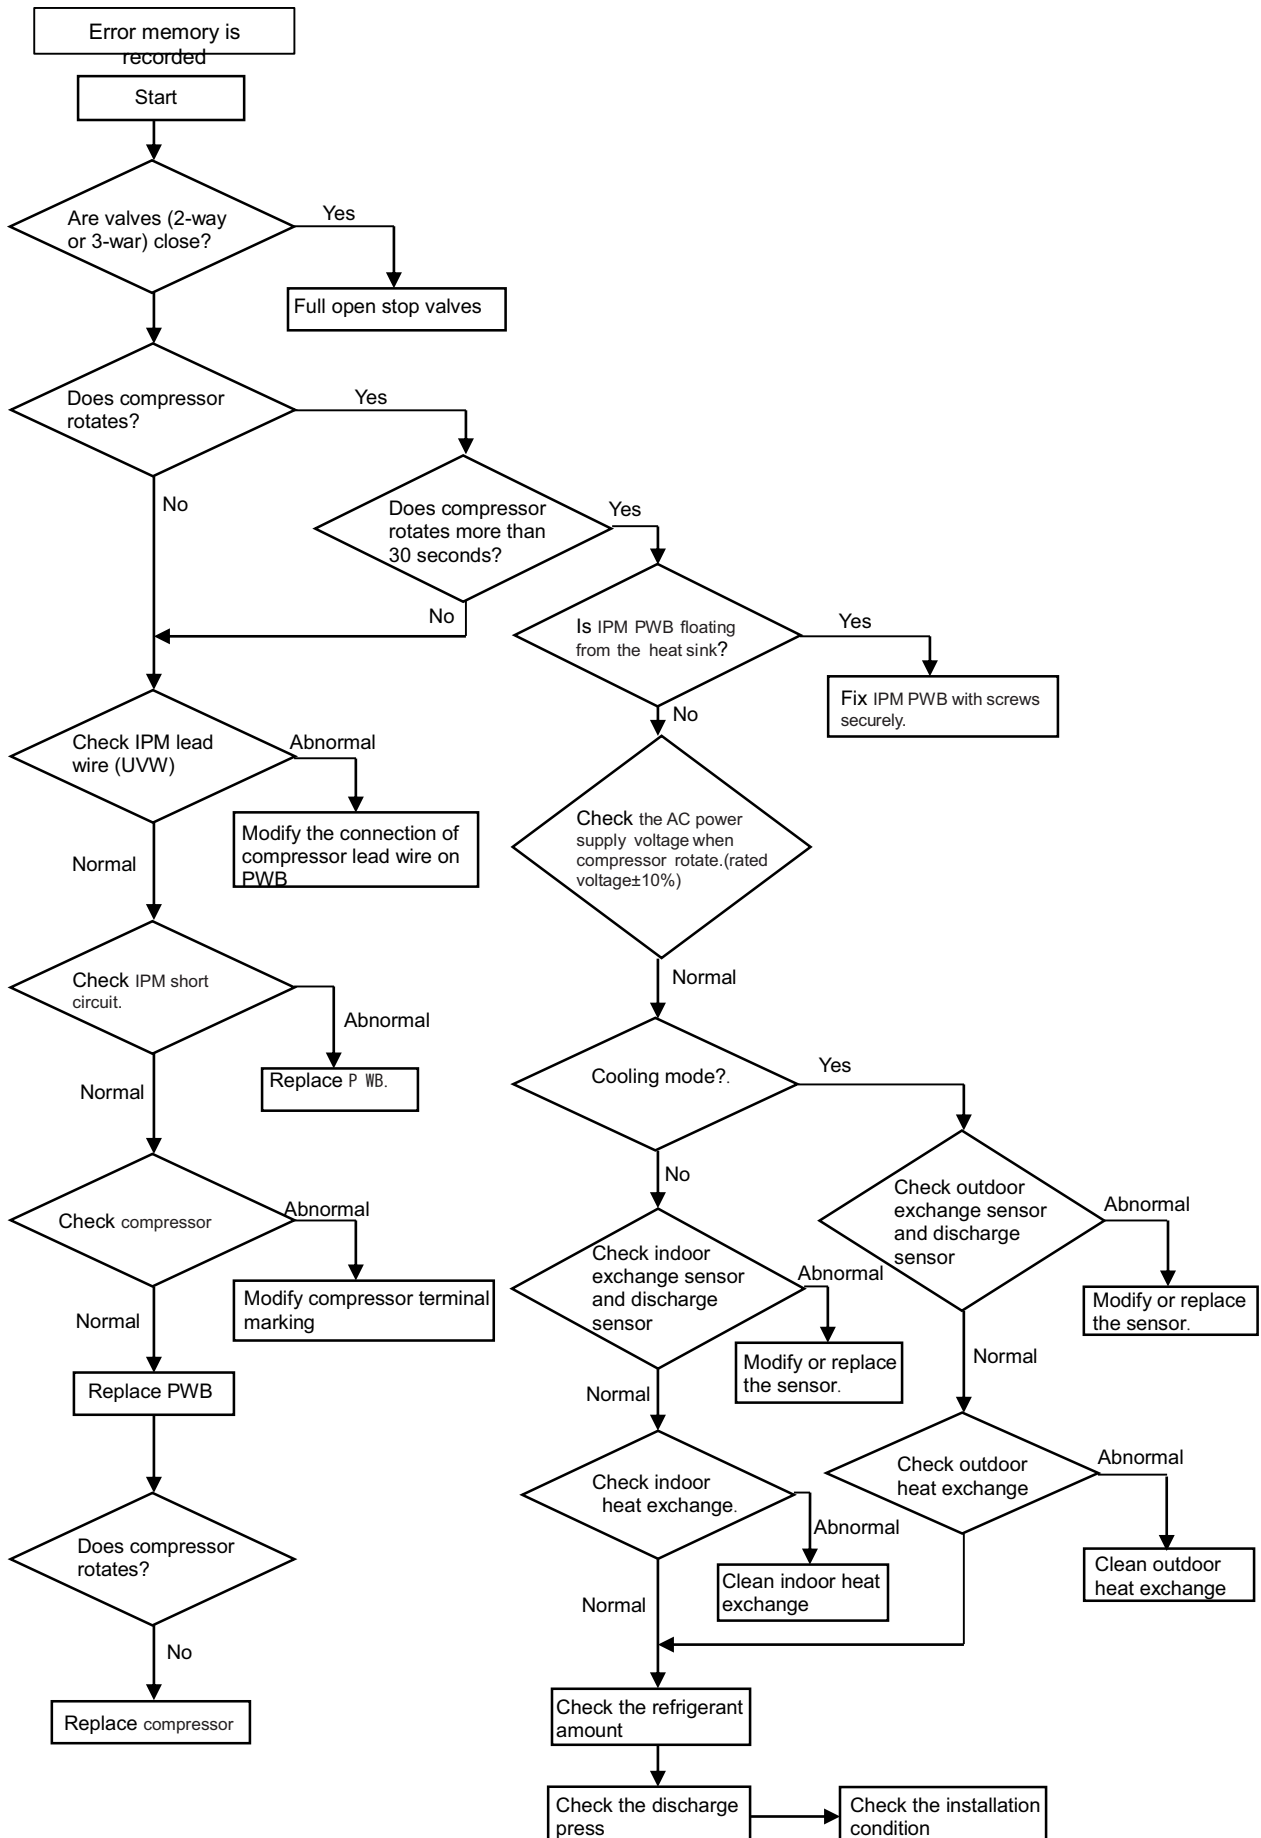 Error memory is
recorded
Start
Are valves (2-way
or 3-war) close?
Yes
Full open stop valves
Does compressor
rotates?
Yes
No
Does compressor
rotates more than
30 seconds?
Yes
No
Is IPM PWB floating
from the heat sink?
Yes
Fix IPM PWB with screws
securely.
No
Check IPM lead
wire (UVW)
Abnormal
Modify the connection of
compressor lead wire on
PWB
Normal
Check the AC power
supply voltage when
compressor rotate.(rated
voltage±10%)
Normal
Check IPM short
circuit.
Abnormal
Replace P WB.
Normal
Cooling mode?.
Yes
No
Check compressor
Abnormal
Modify compressor terminal
marking
Normal
Check indoor
exchange sensor
and discharge
sensor
Abnormal
Modify or replace
the sensor.
Normal
Check outdoor
exchange sensor
and discharge
sensor
Abnormal
Modify or replace
the sensor.
Normal
Replace PWB
Does compressor
rotates?
No
Replace compressor
Check indoor
heat exchange.
Abnormal
Clean indoor heat
exchange
Normal
Check outdoor
heat exchange
Abnormal
Clean outdoor
heat exchange
Check the refrigerant
amount
Check the discharge
press
Check the installation
condition